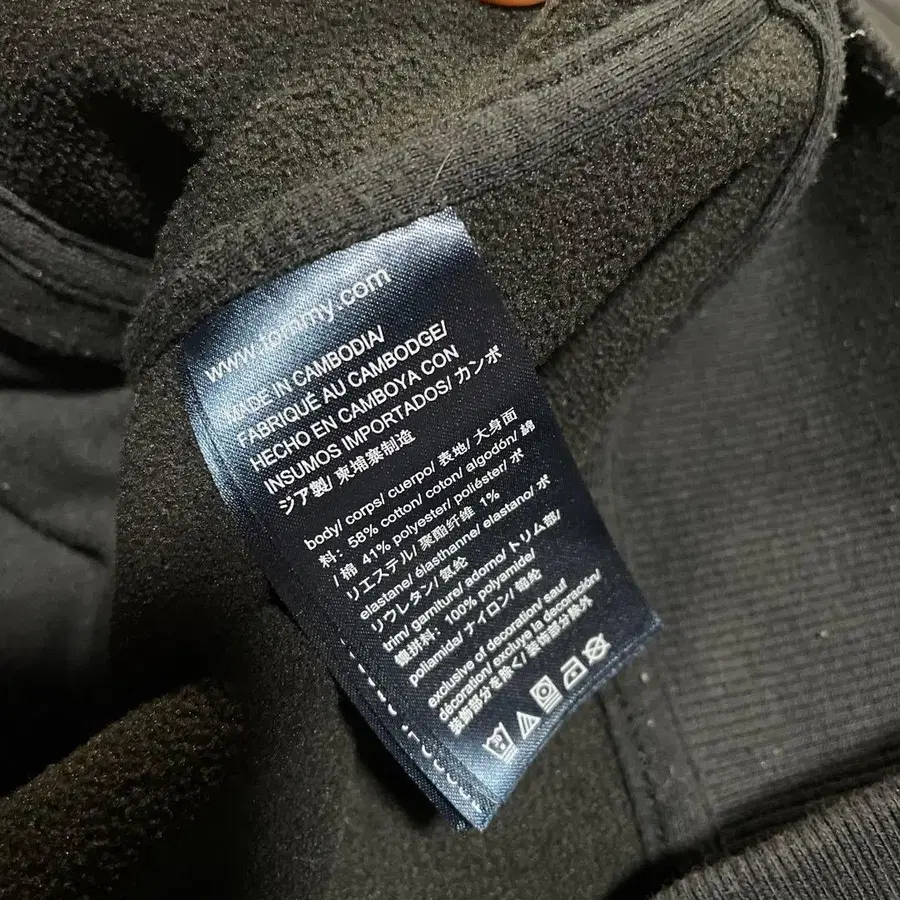 www.tommy.com
MADE IN CAMBODIA/
FABRIQUÉ AU CAMBODGE/
HECHO EN CAMBOYA CON
INSUMOS IMPORTADOS/ カンボ
ジア製/ 柬埔寨制造
body/ corps/ cuerpo/ 表地/ 大身面
料: 58% cotton/ coton/ algodón/ 綿
/ 棉 41% polyester/ poliéster/ ポ
リエステル/ 聚酯纤维 1%
elastane/ élasthanne/ elastano/ ポ
リウレタン/ 氨纶
trim/ garniture/ adorno/ トリム部/
镶拼料: 100% polyamide/
poliamida/ ナイロン/ 锦纶
exclusive of decoration/ sauf
décoration/ excluye la decoración/
装飾部分を除く/ 装饰部分除外